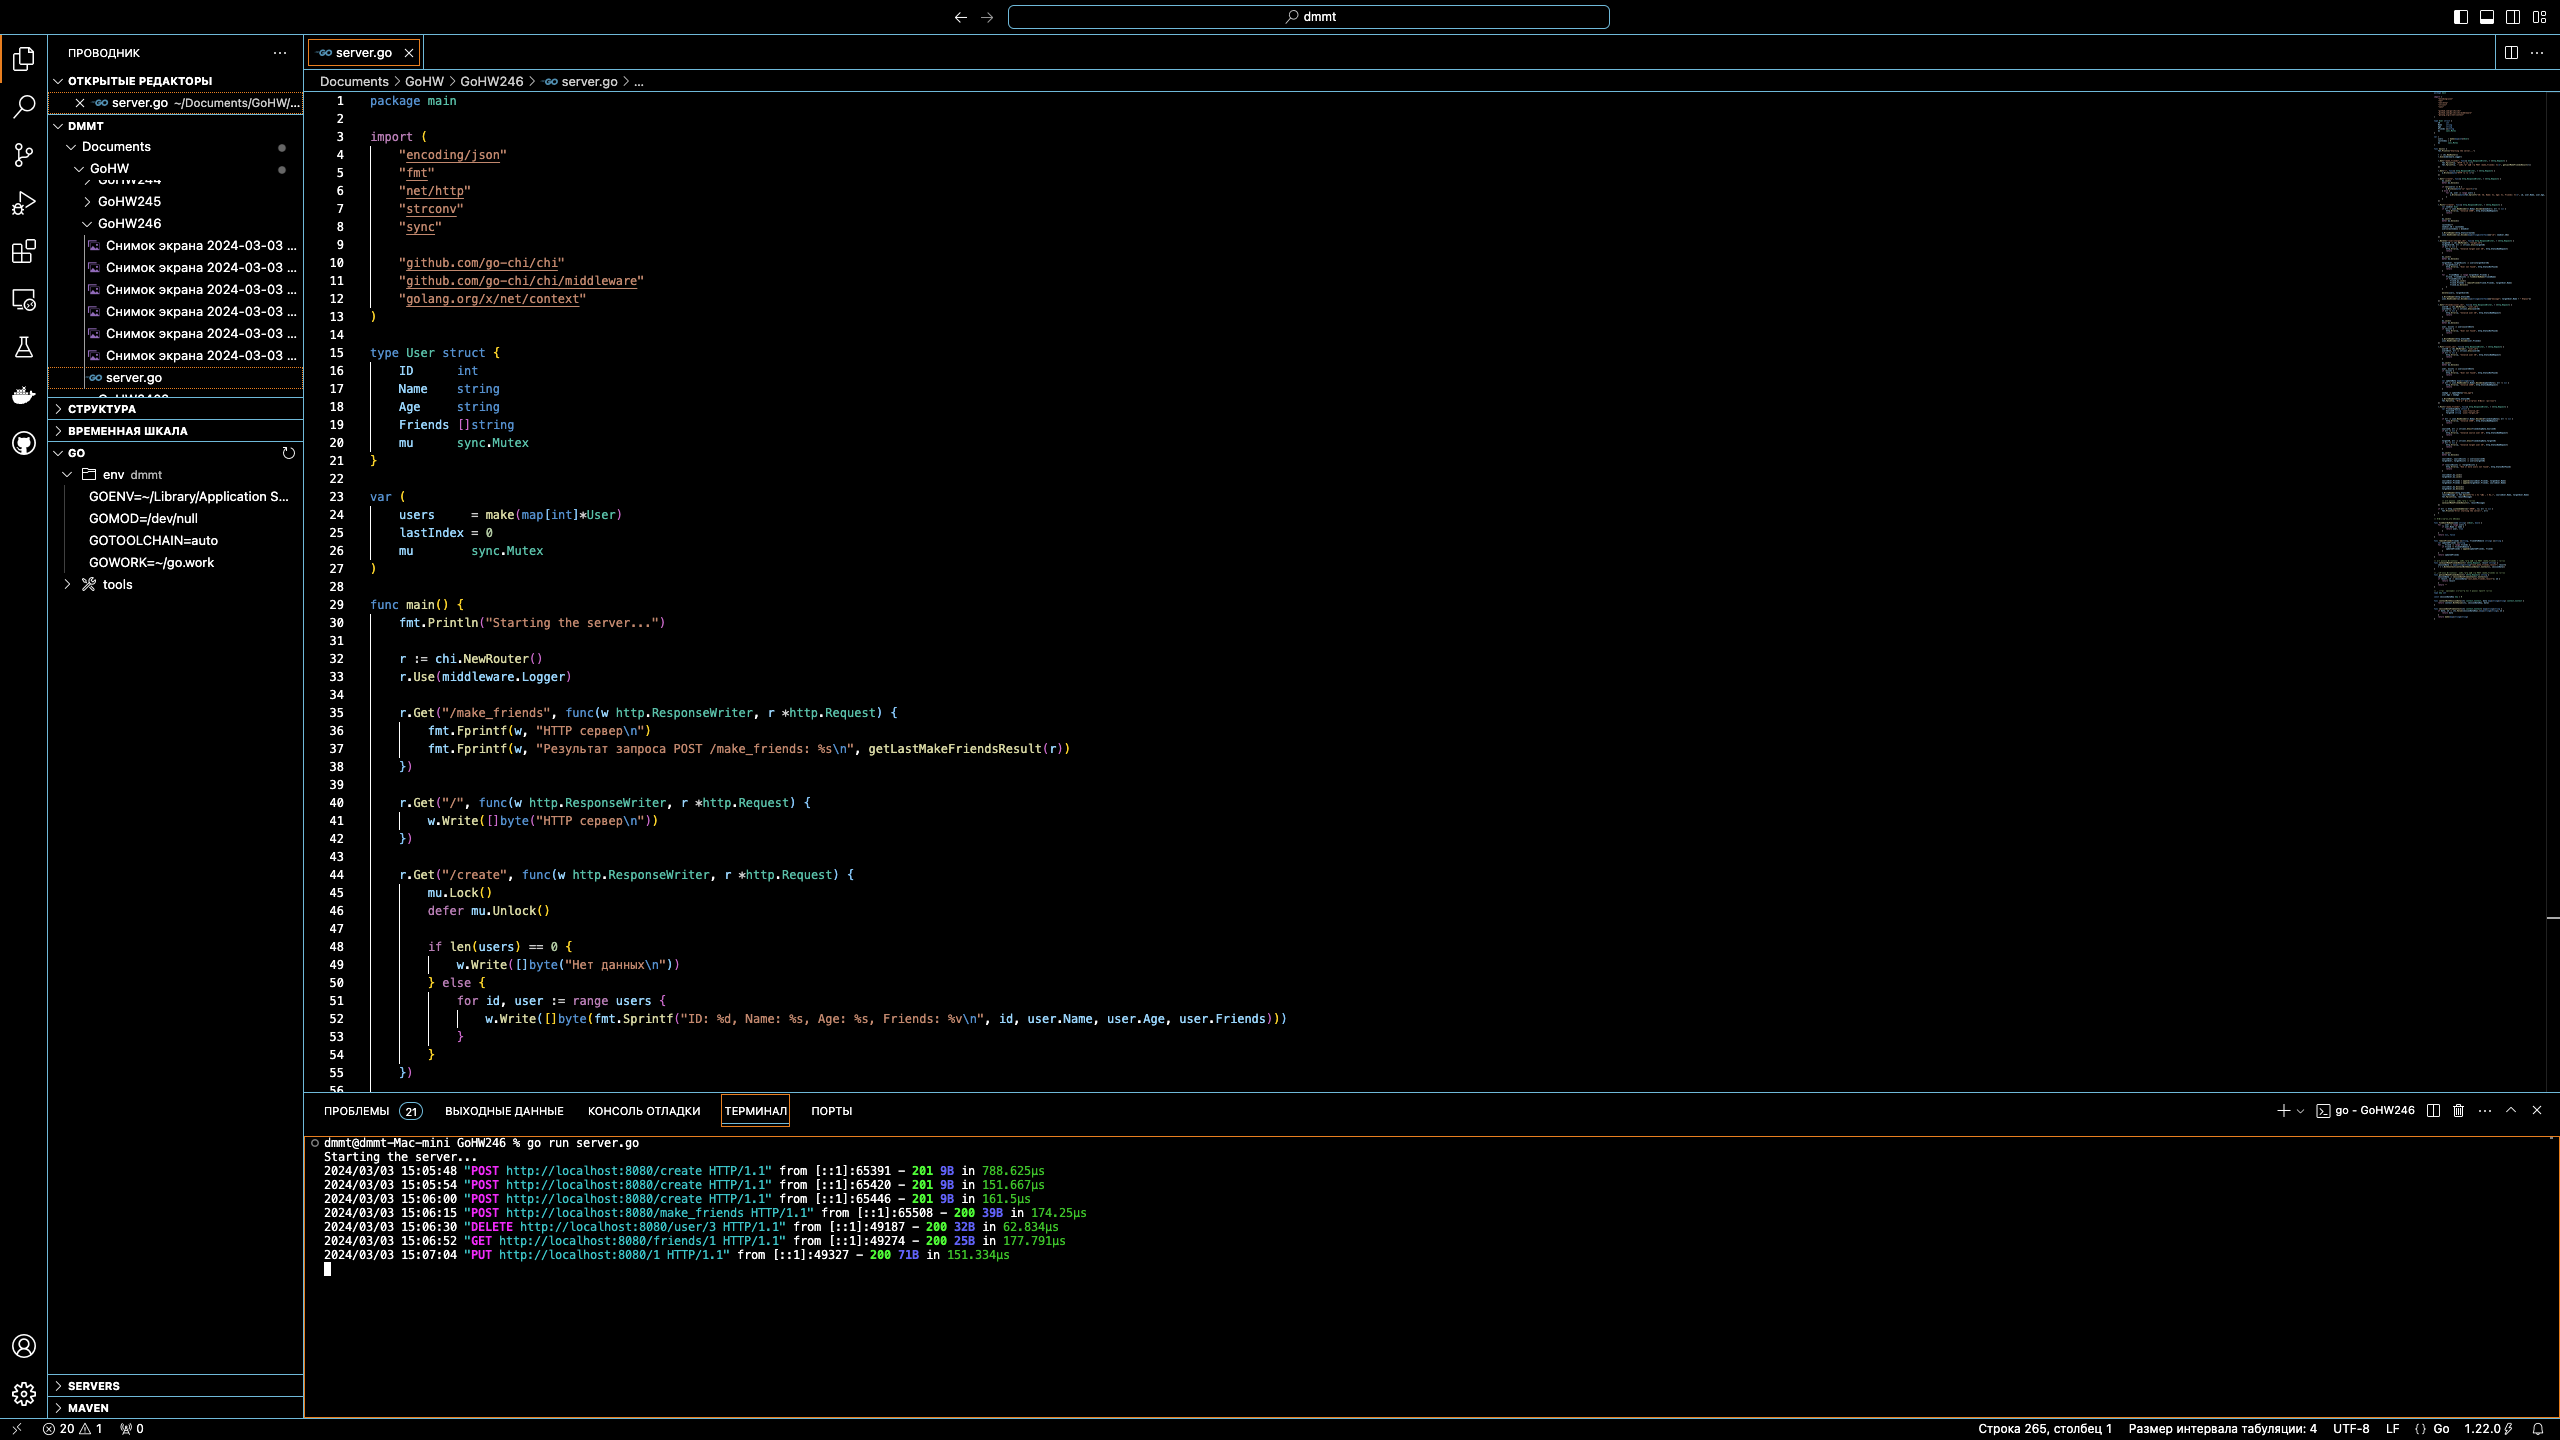 dmmt
ПРОВОДНИК
ОТКРЫТЫЕ РЕДАКТОРЫ
server.go ~/Documents/GoHW/...
DMMT
Documents
GoHW
GoHW244
GoHW245
GoHW246
Снимок экрана 2024-03-03 ...
Снимок экрана 2024-03-03 ...
Снимок экрана 2024-03-03 ...
Снимок экрана 2024-03-03 ...
Снимок экрана 2024-03-03 ...
Снимок экрана 2024-03-03 ...
server.go
СТРУКТУРА
ВРЕМЕННАЯ ШКАЛА
GO
env dmmt
GOENV=~/Library/Application S...
GOMOD=/dev/null
GOTOOLCHAIN=auto
GOWORK=~/go.work
tools
SERVERS
MAVEN
GO server.go
Documents > GoHW > GoHW246 > GO server.go > ...
1 package main
2
3 import (
4     "encoding/json"
5     "fmt"
6     "net/http"
7     "strconv"
8     "sync"
9
10     "github.com/go-chi/chi"
11     "github.com/go-chi/chi/middleware"
12     "golang.org/x/net/context"
13 )
14
15 type User struct {
16     ID      int
17     Name    string
18     Age     string
19     Friends []string
20     mu      sync.Mutex
21 }
22
23 var (
24     users     = make(map[int]*User)
25     lastIndex = 0
26     mu        sync.Mutex
27 )
28
29 func main() {
30     fmt.Println("Starting the server...")
31
32     r := chi.NewRouter()
33     r.Use(middleware.Logger)
34
35     r.Get("/make_friends", func(w http.ResponseWriter, r *http.Request) {
36         fmt.Fprintf(w, "HTTP сервер\n")
37         fmt.Fprintf(w, "Результат запроса POST /make_friends: %s\n", getLastMakeFriendsResult(r))
38     })
39
40     r.Get("/", func(w http.ResponseWriter, r *http.Request) {
41         w.Write([]byte("HTTP сервер\n"))
42     })
43
44     r.Get("/create", func(w http.ResponseWriter, r *http.Request) {
45         mu.Lock()
46         defer mu.Unlock()
47
48         if len(users) == 0 {
49             w.Write([]byte("Нет данных\n"))
50         } else {
51             for id, user := range users {
52                 w.Write([]byte(fmt.Sprintf("ID: %d, Name: %s, Age: %s, Friends: %v\n", id, user.Name, user.Age, user.Friends)))
53             }
54         }
55     })
56
ПРОБЛЕМЫ 21 ВЫХОДНЫЕ ДАННЫЕ КОНСОЛЬ ОТЛАДКИ ТЕРМИНАЛ ПОРТЫ go - GoHW246
dmmt@dmmt-Mac-mini GoHW246 % go run server.go
Starting the server...
2024/03/03 15:05:48 "POST http://localhost:8080/create HTTP/1.1" from [::1]:65391 - 201 9B in 788.625µs
2024/03/03 15:05:54 "POST http://localhost:8080/create HTTP/1.1" from [::1]:65420 - 201 9B in 151.667µs
2024/03/03 15:06:00 "POST http://localhost:8080/create HTTP/1.1" from [::1]:65446 - 201 9B in 161.5µs
2024/03/03 15:06:15 "POST http://localhost:8080/make_friends HTTP/1.1" from [::1]:65508 - 200 39B in 174.25µs
2024/03/03 15:06:30 "DELETE http://localhost:8080/user/3 HTTP/1.1" from [::1]:49187 - 200 32B in 62.834µs
2024/03/03 15:06:52 "GET http://localhost:8080/friends/1 HTTP/1.1" from [::1]:49274 - 200 25B in 177.791µs
2024/03/03 15:07:04 "PUT http://localhost:8080/1 HTTP/1.1" from [::1]:49327 - 200 71B in 151.334µs
20 1 0 Строка 265, столбец 1 Размер интервала табуляции: 4 UTF-8 LF {} Go 1.22.0